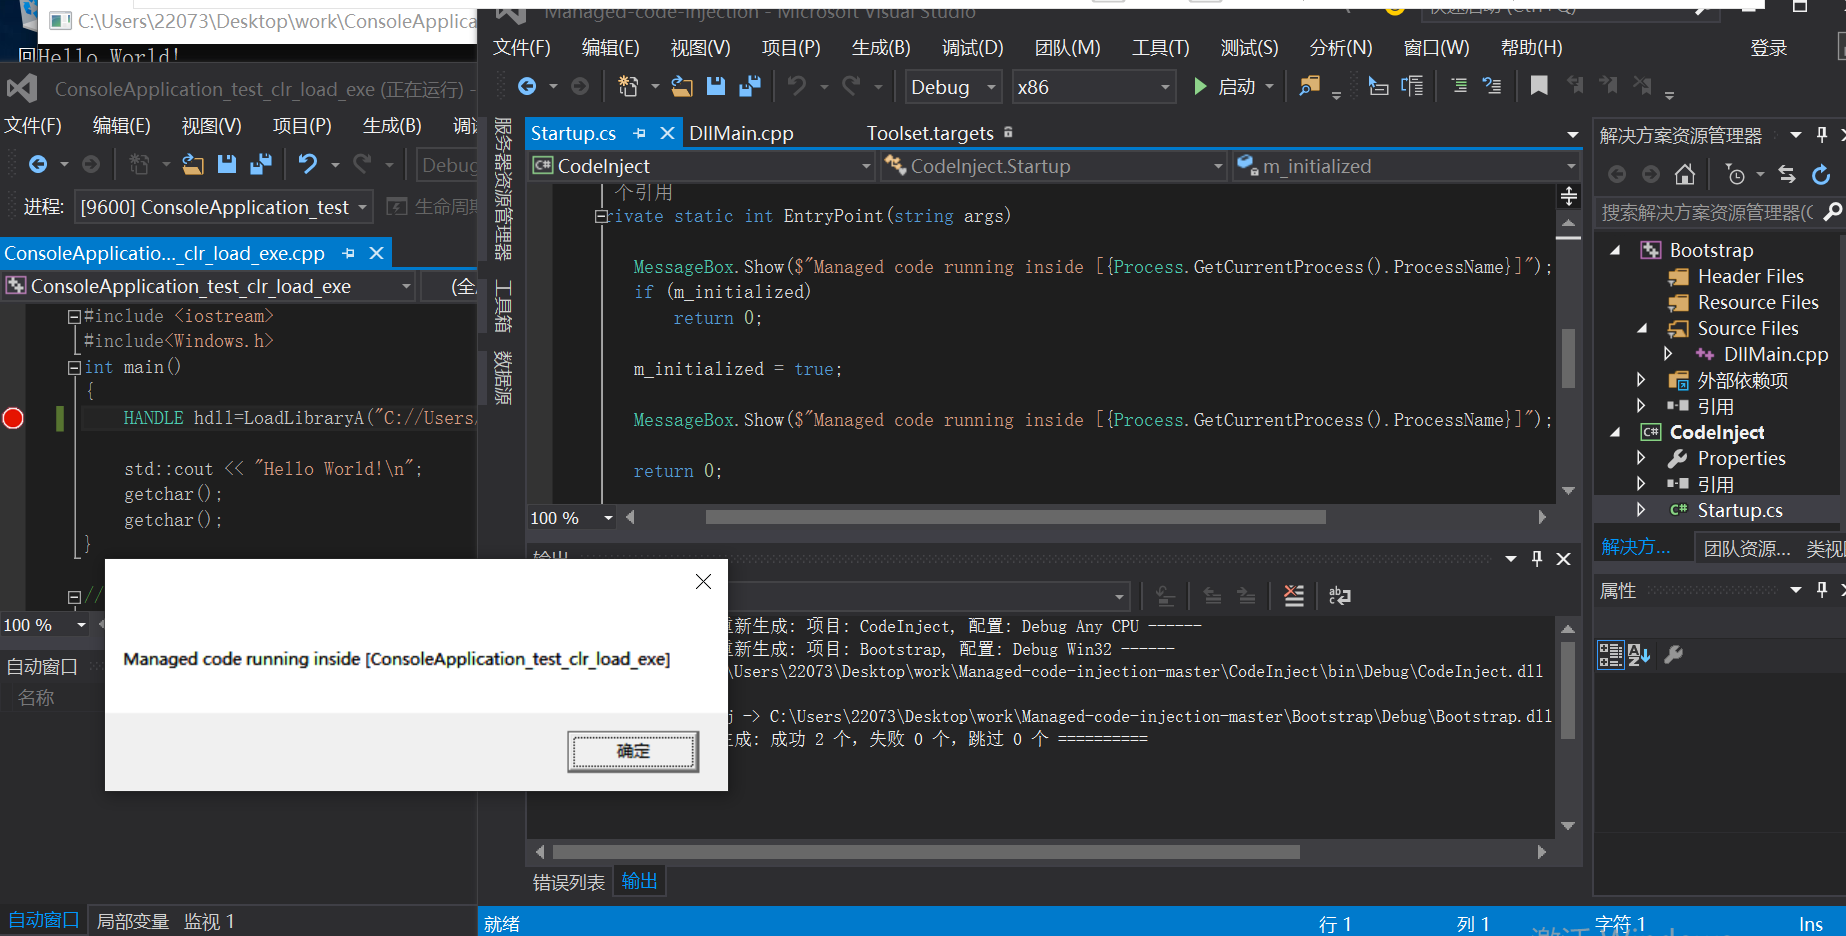 C:\Users\22073\Desktop\work\ConsoleApplica
Hello World!
ConsoleApplication_test_clr_load_exe (正在运行) -
文件(F) 编辑(E) 视图(V) 项目(P) 生成(B)
Debug
进程: [9600] ConsoleApplication_test 生命周期
ConsoleApplicatio..._clr_load_exe.cpp
ConsoleApplication_test_clr_load_exe (全
#include <iostream>
#include<Windows.h>
int main()
{
HANDLE hdll=LoadLibraryA("C://Users/
std::cout << "Hello World!\n";
getchar();
getchar();
}
//
100 %
自动窗口
名称
自动窗口 局部变量 监视 1
Managed code running inside [ConsoleApplication_test_clr_load_exe]
确定
Managed-code-injection - Microsoft Visual Studio
文件(F) 编辑(E) 视图(V) 项目(P) 生成(B) 调试(D) 团队(M) 工具(T) 测试(S) 分析(N) 窗口(W) 帮助(H) 登录
Debug x86 启动
服务器资源管理器
工具箱
数据源
Startup.cs DllMain.cpp Toolset.targets
CodeInject CodeInject.Startup m_initialized
个引用
rivate static int EntryPoint(string args)
MessageBox.Show($"Managed code running inside [{Process.GetCurrentProcess().ProcessName}]");
if (m_initialized)
return 0;
m_initialized = true;
MessageBox.Show($"Managed code running inside [{Process.GetCurrentProcess().ProcessName}]");
return 0;
100 %
输出
重新生成: 项目: CodeInject, 配置: Debug Any CPU ------
重新生成: 项目: Bootstrap, 配置: Debug Win32 ------
\Users\22073\Desktop\work\Managed-code-injection-master\CodeInject\bin\Debug\CodeInject.dll
j -> C:\Users\22073\Desktop\work\Managed-code-injection-master\Bootstrap\Debug\Bootstrap.dll
生成: 成功 2 个，失败 0 个，跳过 0 个 ==========
错误列表 输出
就绪 行 1 列 1 字符 1 Ins
解决方案资源管理器
搜索解决方案资源管理器(C
Bootstrap
Header Files
Resource Files
Source Files
DllMain.cpp
外部依赖项
引用
CodeInject
Properties
引用
Startup.cs
解决方... 团队资源... 类视
属性